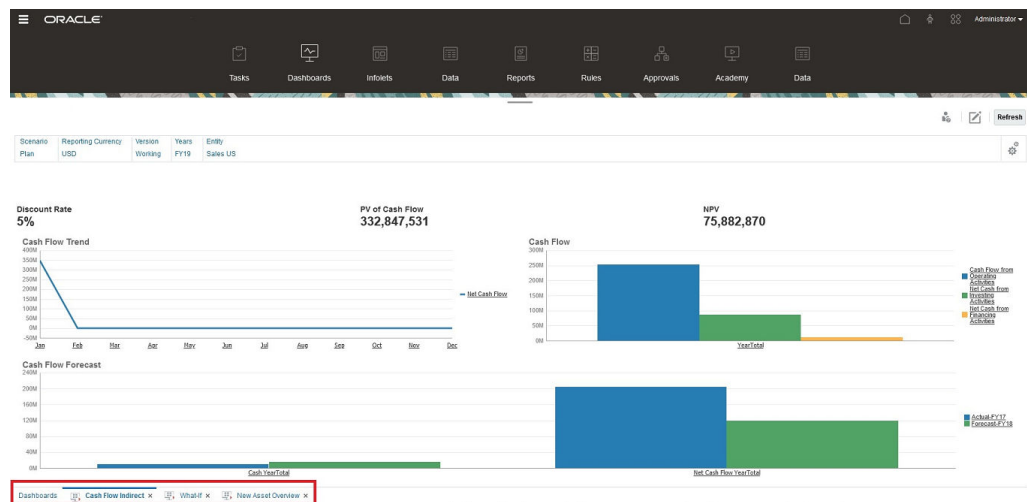 ORACLE
Administrator
Tasks
Dashboards
Infolets
Data
Reports
Rules
Approvals
Academy
Data
Refresh
Scenario Reporting Currency Version Years Entity
Plan USD Working FY19 Sales US
Discount Rate
5%
PV of Cash Flow
332,847,531
NPV
75,882,870
Cash Flow Trend
400M
350M
300M
250M
200M
150M
100M
50M
0M
-50M
Jan Feb Mar Apr May Jun Jul Aug Sep Oct Nov Dec
Net Cash Flow
Cash Flow
300M
250M
200M
150M
100M
50M
0M
YearTotal
Cash Flow from
Operating
Activities
Net Cash from
Investing
Activities
Net Cash from
Financing
Activities
Cash Flow Forecast
240M
200M
160M
120M
80M
40M
0M
Cash YearTotal
Net Cash Flow YearTotal
Actual-FY17
Forecast-FY18
Dashboards Cash Flow Indirect × What-If × New Asset Overview ×